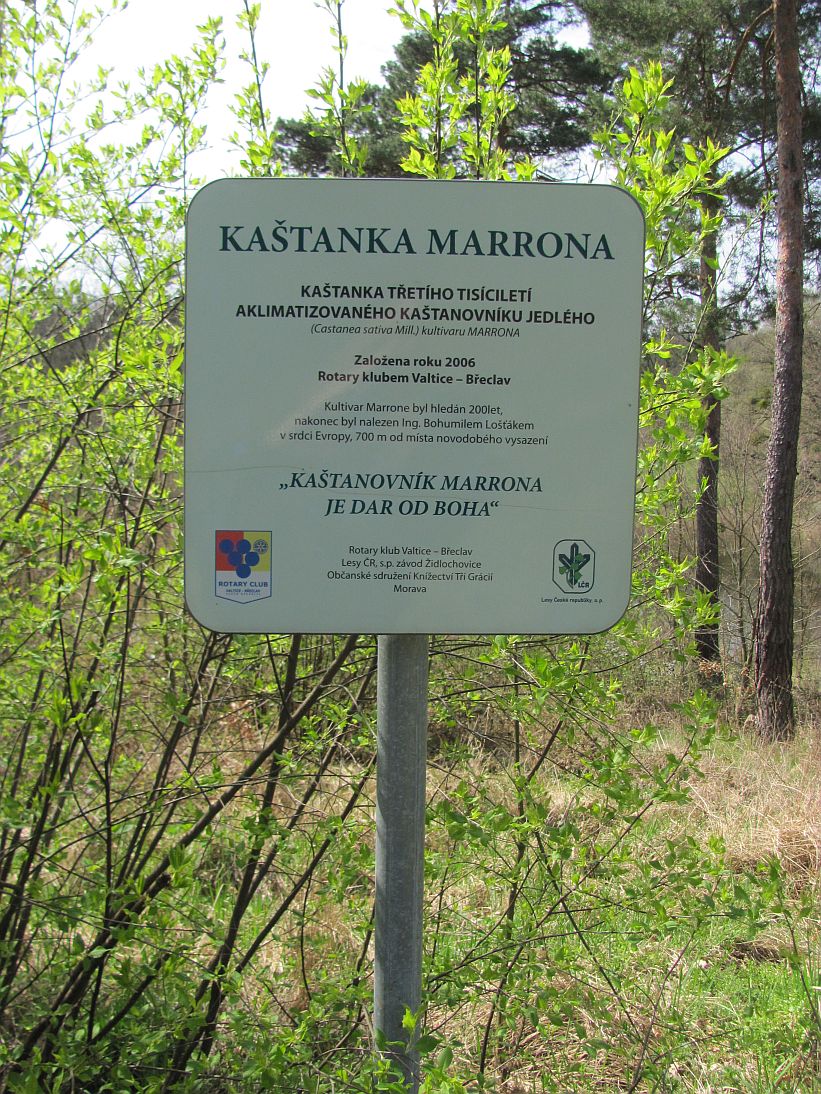 KAŠTANKA MARRONA
KAŠTANKA TŘETÍHO TISÍCILETÍ
AKLIMATIZOVANÉHO KAŠTANOVNÍKU JEDLÉHO
(Castanea sativa Mill.) kultivaru MARRONA
Založena roku 2006
Rotary klubem Valtice – Břeclav
Kultivar Marrone byl hledán 200let,
nakonec byl nalezen Ing. Bohumilem Lošťákem
v srdci Evropy, 700 m od místa novodobého vysazení
„KAŠTANOVNÍK MARRONA
JE DAR OD BOHA“
Rotary klub Valtice – Břeclav
Lesy ČR, s.p. závod Židlochovice
Občanské sdružení Knížectví Tří Grácií
Morava
ROTARY CLUB
VALTICE - BŘECLAV
LČR
Lesy České republiky, s. p.